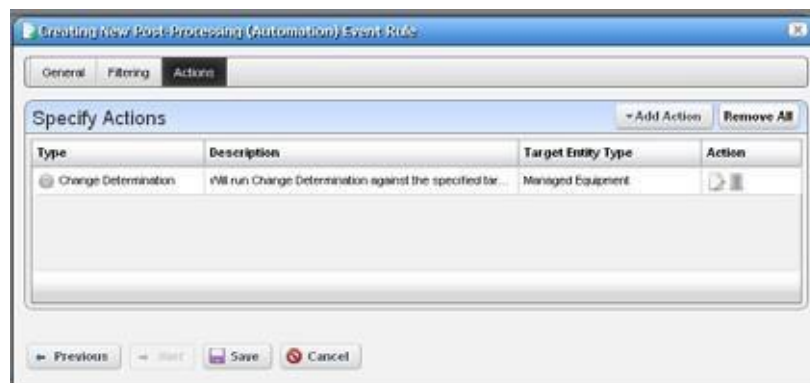 Creating New Post-Processing (Automation) Event Rule
General Filtering Actions
Specify Actions
Add Action Remove All
Type Description Target Entity Type Action
Change Determination Will run Change Determination against the specified tar... Managed Equipment
Previous Next Save Cancel